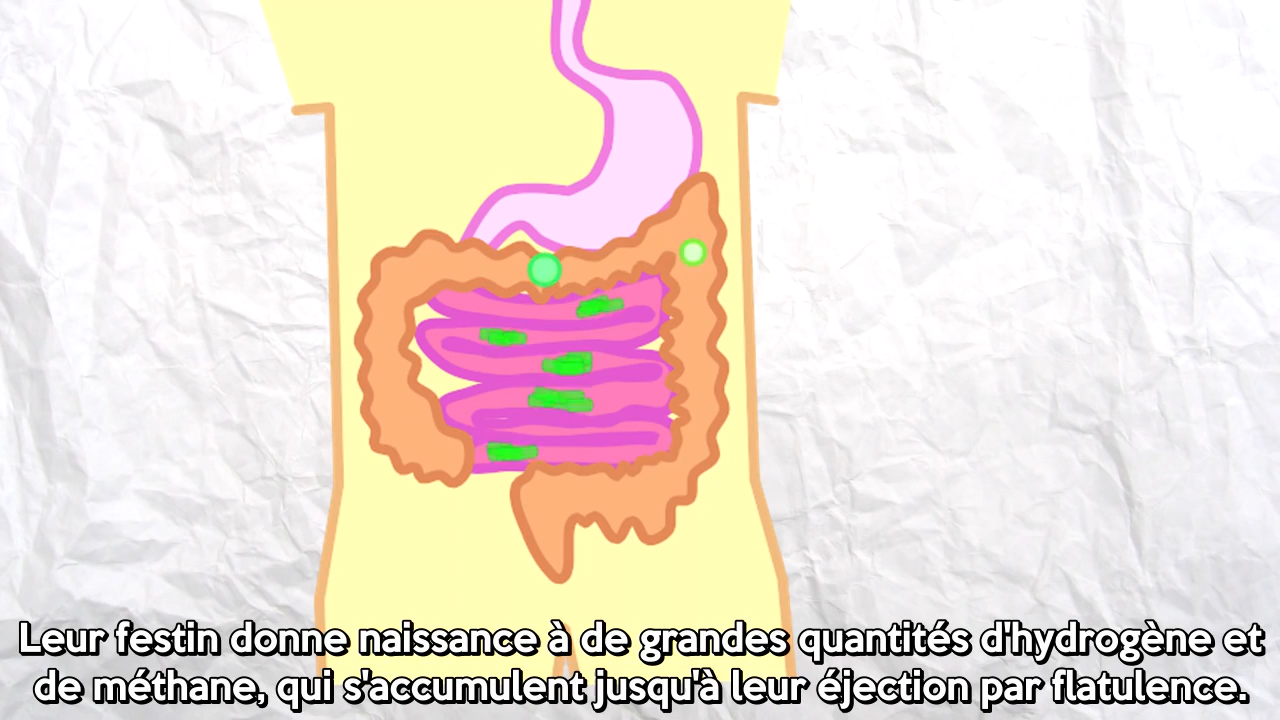 Leur festin donne naissance à de grandes quantités d'hydrogène et
de méthane, qui s'accumulent jusqu'à leur éjection par flatulence.